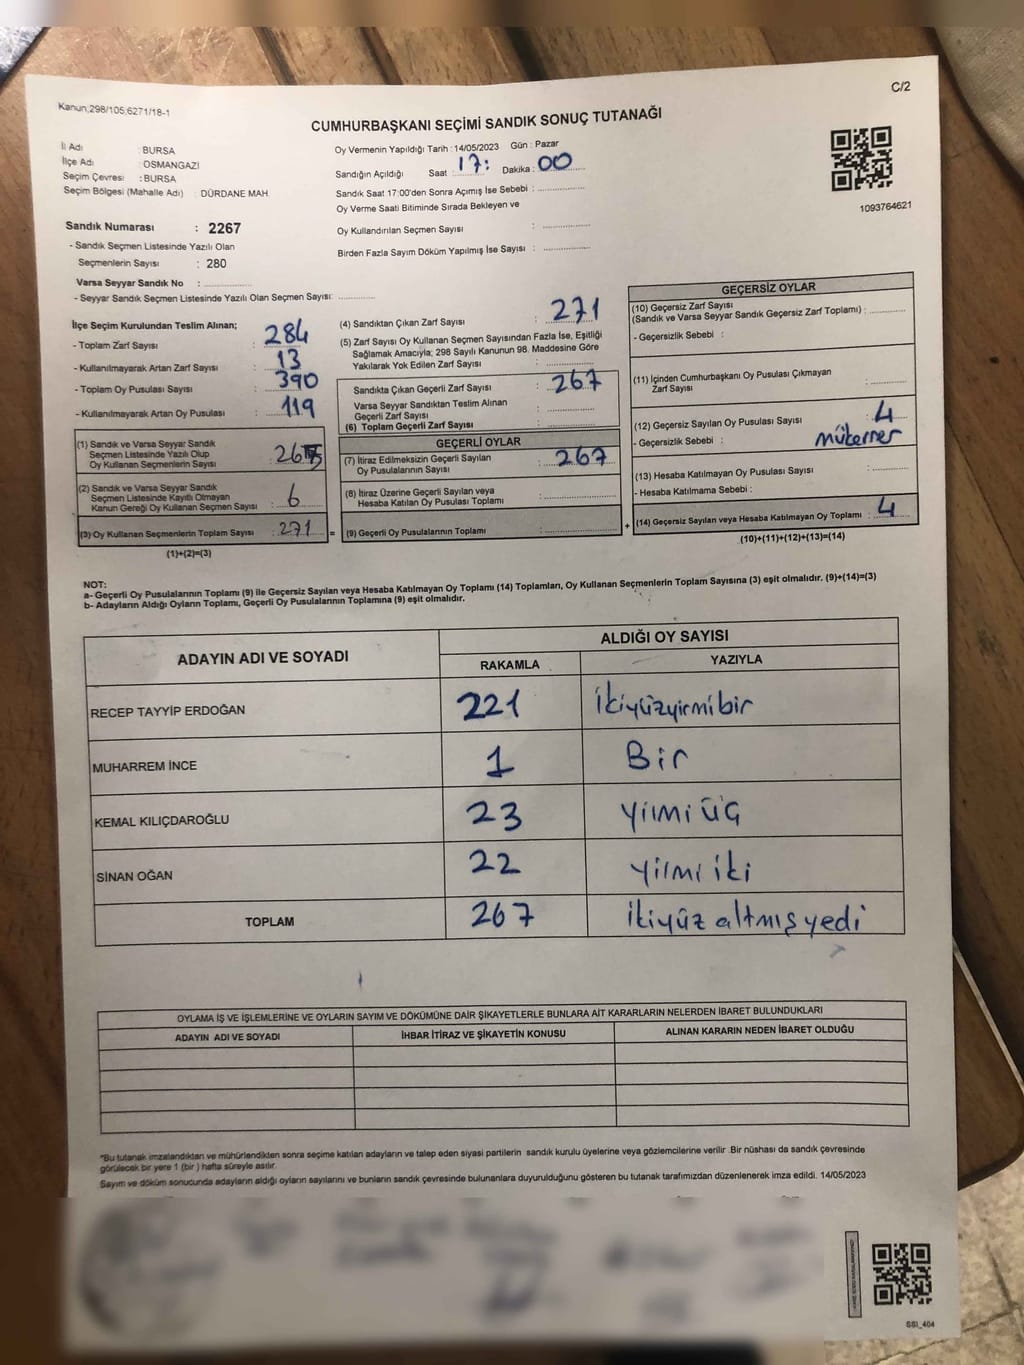 C/2
Kanun;298/105;6271/18-1
CUMHURBAŞKANI SEÇİMİ SANDIK SONUÇ TUTANAĞI
İl Adı : BURSA
İlçe Adı : OSMANGAZİ
Seçim Çevresi : BURSA
Seçim Bölgesi (Mahalle Adı) : DÜRDANE MAH.
Oy Vermenin Yapıldığı Tarih : 14/05/2023 Gün : Pazar
Sandığın Açıldığı Saat 17: Dakika : 00
Sandık Saat 17:00'den Sonra Açımış İse Sebebi :
Oy Verme Saati Bitiminde Sırada Bekleyen ve
Oy Kullandırılan Seçmen Sayısı :
Birden Fazla Sayım Döküm Yapılmış İse Sayısı :
1093764621
Sandık Numarası : 2267
- Sandık Seçmen Listesinde Yazılı Olan
Seçmenlerin Sayısı : 280
Varsa Seyyar Sandık No :
- Seyyar Sandık Seçmen Listesinde Yazılı Olan Seçmen Sayısı:
İlçe Seçim Kurulundan Teslim Alınan;
- Toplam Zarf Sayısı : 284
- Kullanılmayarak Artan Zarf Sayısı : 13
- Toplam Oy Pusulası Sayısı : 390
- Kullanılmayarak Artan Oy Pusulası : 119
(1) Sandık ve Varsa Seyyar Sandık
Seçmen Listesinde Yazılı Olup
Oy Kullanan Seçmenlerin Sayısı : 265
(2) Sandık ve Varsa Seyyar Sandık
Seçmen Listesinde Kayıtlı Olmayan
Kanun Gereği Oy Kullanan Seçmen Sayısı : 6
(3) Oy Kullanan Seçmenlerin Toplam Sayısı : 271 =
(1)+(2)=(3)
(4) Sandıktan Çıkan Zarf Sayısı : 271
(5) Zarf Sayısı Oy Kullanan Seçmen Sayısından Fazla İse, Eşitliği
Sağlamak Amacıyla; 298 Sayılı Kanunun 98. Maddesine Göre
Yakılarak Yok Edilen Zarf Sayısı :
Sandıkta Çıkan Geçerli Zarf Sayısı : 267
Varsa Seyyar Sandıktan Teslim Alınan
Geçerli Zarf Sayısı :
(6) Toplam Geçerli Zarf Sayısı :
GEÇERLİ OYLAR
(7) İtiraz Edilmeksizin Geçerli Sayılan
Oy Pusulalarının Sayısı : 267
(8) İtiraz Üzerine Geçerli Sayılan veya
Hesaba Katılan Oy Pusulası Toplamı :
(9) Geçerli Oy Pusulalarının Toplamı : +
GEÇERSİZ OYLAR
(10) Geçersiz Zarf Sayısı
(Sandık ve Varsa Seyyar Sandık Geçersiz Zarf Toplamı) :
- Geçersizlik Sebebi :
(11) İçinden Cumhurbaşkanı Oy Pusulası Çıkmayan
Zarf Sayısı :
(12) Geçersiz Sayılan Oy Pusulası Sayısı : 4
- Geçersizlik Sebebi : mükerrer
(13) Hesaba Katılmayan Oy Pusulası Sayısı :
- Hesaba Katılmama Sebebi :
(14) Geçersiz Sayılan veya Hesaba Katılmayan Oy Toplamı : 4
(10)+(11)+(12)+(13)=(14)
NOT:
a- Geçerli Oy Pusulalarının Toplamı (9) ile Geçersiz Sayılan veya Hesaba Katılmayan Oy Toplamı (14) Toplamları, Oy Kullanan Seçmenlerin Toplam Sayısına (3) eşit olmalıdır. (9)+(14)=(3)
b- Adayların Aldığı Oyların Toplamı, Geçerli Oy Pusulalarının Toplamına (9) eşit olmalıdır.
ADAYIN ADI VE SOYADI ALDIĞI OY SAYISI
RAKAMLA YAZIYLA
RECEP TAYYİP ERDOĞAN 221 ikiyüzyirmibir
MUHARREM İNCE 1 Bir
KEMAL KILIÇDAROĞLU 23 yirmi üç
SİNAN OĞAN 22 yirmi iki
TOPLAM 267 ikiyüz altmış yedi
OYLAMA İŞ VE İŞLEMLERİNE VE OYLARIN SAYIM VE DÖKÜMÜNE DAİR ŞİKAYETLERLE BUNLARA AİT KARARLARIN NELERDEN İBARET BULUNDUKLARI
ADAYIN ADI VE SOYADI İHBAR İTİRAZ VE ŞİKAYETİN KONUSU ALINAN KARARIN NEDEN İBARET OLDUĞU
*Bu tutanak imzalandıktan ve mühürlendikten sonra seçime katılan adayların ve talep eden siyasi partilerin sandık kurulu üyelerine veya gözlemcilerine verilir .Bir nüshası da sandık çevresinde
görülecek bir yere 1 (bir ) hafta süreyle asılır.
Sayım ve döküm sonucunda adayların aldığı oyların sayılarını ve bunların sandık çevresinde bulunanlara duyurulduğunu gösteren bu tutanak tarafımızdan düzenlenerek imza edildi. 14/05/2023
SSI_404